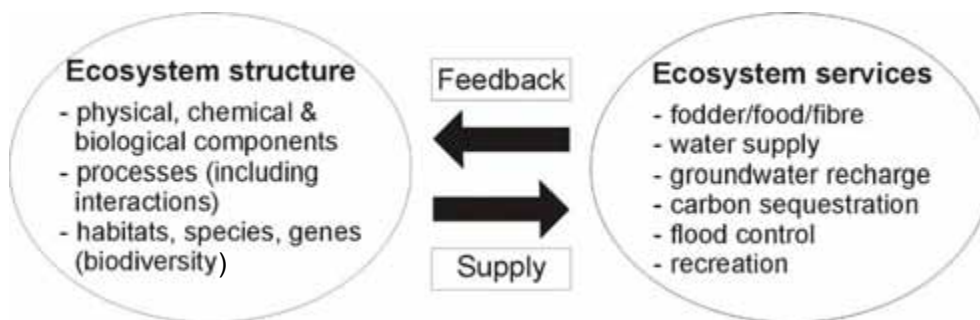 Ecosystem structure
- physical, chemical &
biological components
- processes (including
interactions)
- habitats, species, genes
(biodiversity)
Feedback
Supply
Ecosystem services
- fodder/food/fibre
- water supply
- groundwater recharge
- carbon sequestration
- flood control
- recreation